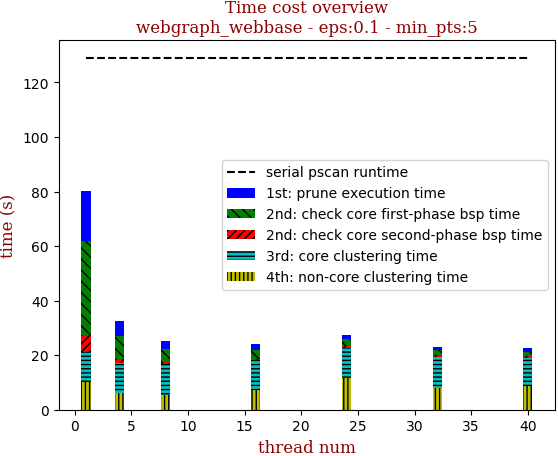 Time cost overview
webgraph_webbase - eps:0.1 - min_pts:5
time (s)
120
100
80
60
40
20
0
serial pscan runtime
1st: prune execution time
2nd: check core first-phase bsp time
2nd: check core second-phase bsp time
3rd: core clustering time
4th: non-core clustering time
0 5 10 15 20 25 30 35 40
thread num